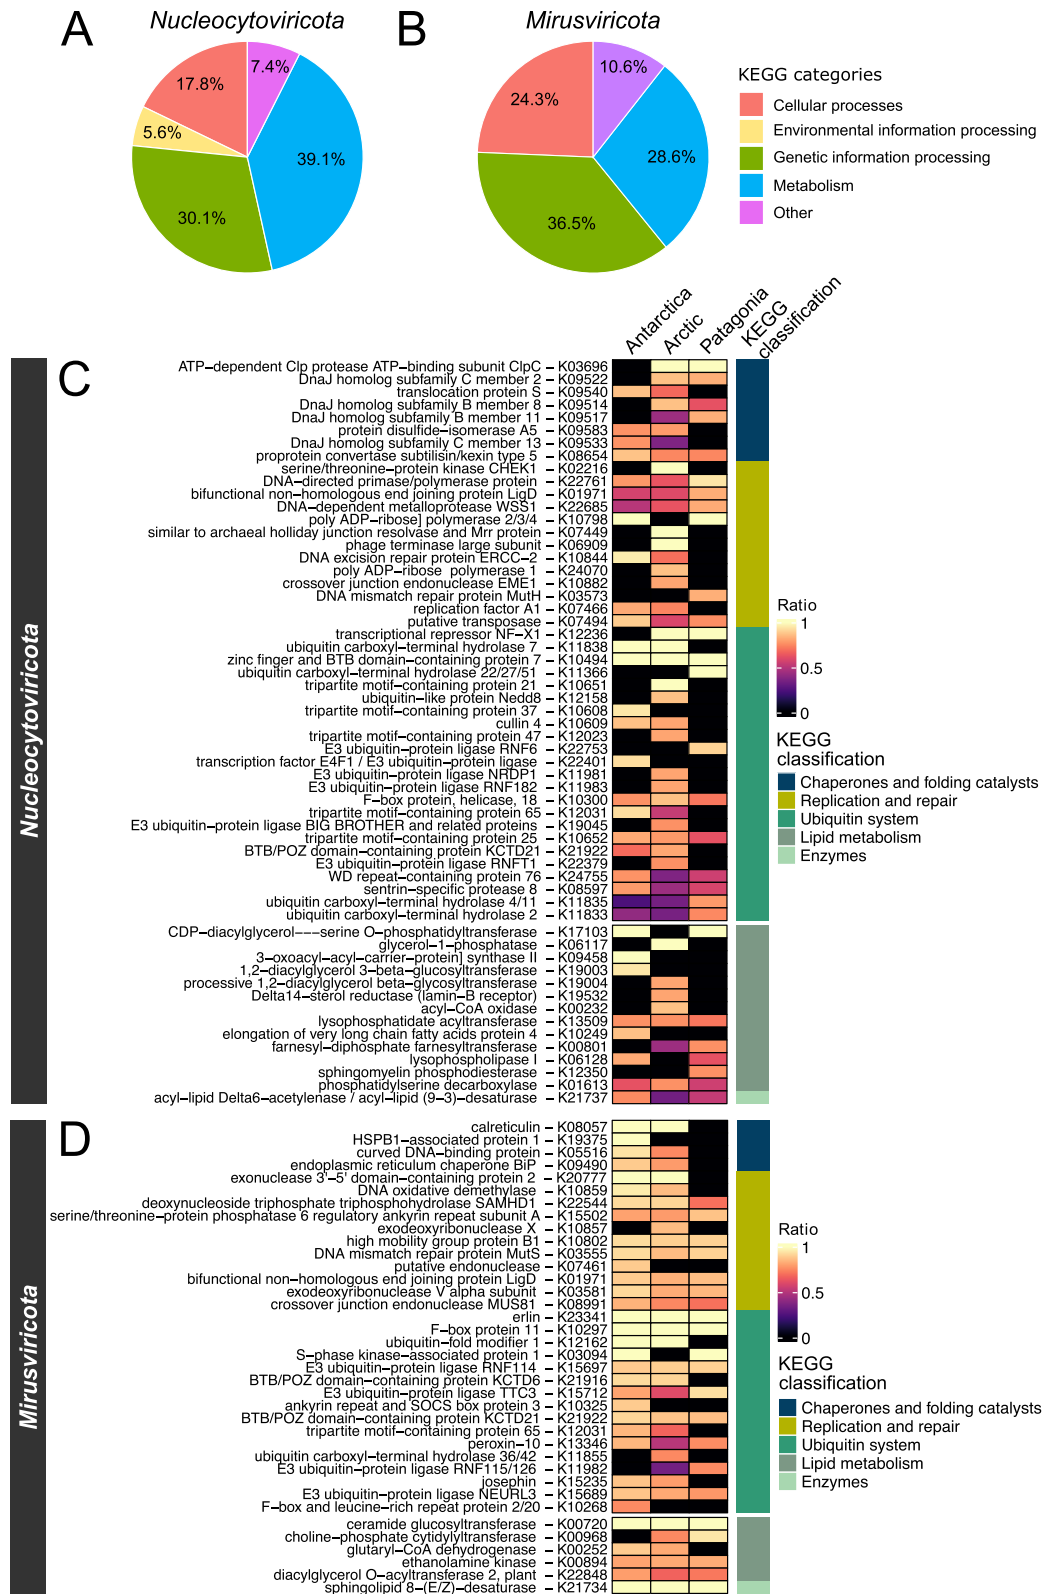 A
Nucleocytoviricota
B
Mirusviricota
7.4%
17.8%
5.6%
39.1%
30.1%
10.6%
24.3%
28.6%
36.5%
KEGG categories
Cellular processes
Environmental information processing
Genetic information processing
Metabolism
Other
Antarctica
Arctic
Patagonia
KEGG
classification
Nucleocytoviricota
C
ATP−dependent Clp protease ATP−binding subunit ClpC − K03696
DnaJ homolog subfamily C member 2 − K09522
translocation protein S − K09540
DnaJ homolog subfamily B member 8 − K09514
DnaJ homolog subfamily B member 11 − K09517
protein disulfide−isomerase A5 − K09583
DnaJ homolog subfamily C member 13 − K09533
proprotein convertase subtilisin/kexin type 5 − K08654
serine/threonine−protein kinase CHEK1 − K02216
DNA−directed primase/polymerase protein − K22761
bifunctional non−homologous end joining protein LigD − K01971
DNA−dependent metalloprotease WSS1 − K22685
poly ADP−ribose] polymerase 2/3/4 − K10798
similar to archaeal holliday junction resolvase and Mrr protein − K07449
phage terminase large subunit − K06909
DNA excision repair protein ERCC−2 − K10844
poly ADP−ribose  polymerase 1 − K24070
crossover junction endonuclease EME1 − K10882
DNA mismatch repair protein MutH − K03573
replication factor A1 − K07466
putative transposase − K07494
transcriptional repressor NF−X1 − K12236
ubiquitin carboxyl−terminal hydrolase 7 − K11838
zinc finger and BTB domain−containing protein 7 − K10494
ubiquitin carboxyl−terminal hydrolase 22/27/51 − K11366
tripartite motif−containing protein 21 − K10651
ubiquitin−like protein Nedd8 − K12158
tripartite motif−containing protein 37 − K10608
cullin 4 − K10609
tripartite motif−containing protein 47 − K12023
E3 ubiquitin−protein ligase RNF6 − K22753
transcription factor E4F1 / E3 ubiquitin−protein ligase − K22401
E3 ubiquitin−protein ligase NRDP1 − K11981
E3 ubiquitin−protein ligase RNF182 − K11983
F−box protein, helicase, 18 − K10300
tripartite motif−containing protein 65 − K12031
E3 ubiquitin−protein ligase BIG BROTHER and related proteins − K19045
tripartite motif−containing protein 25 − K10652
BTB/POZ domain−containing protein KCTD21 − K21922
E3 ubiquitin−protein ligase RNFT1 − K22379
WD repeat−containing protein 76 − K24755
sentrin−specific protease 8 − K08597
ubiquitin carboxyl−terminal hydrolase 4/11 − K11835
ubiquitin carboxyl−terminal hydrolase 2 − K11833
CDP−diacylglycerol−−−serine O−phosphatidyltransferase − K17103
glycerol−1−phosphatase − K06117
3−oxoacyl−acyl−carrier−protein] synthase II − K09458
1,2−diacylglycerol 3−beta−glucosyltransferase − K19003
processive 1,2−diacylglycerol beta−glucosyltransferase − K19004
Delta14−sterol reductase (lamin−B receptor) − K19532
acyl−CoA oxidase − K00232
lysophosphatidate acyltransferase − K13509
elongation of very long chain fatty acids protein 4 − K10249
farnesyl−diphosphate farnesyltransferase − K00801
lysophospholipase I − K06128
sphingomyelin phosphodiesterase − K12350
phosphatidylserine decarboxylase − K01613
acyl−lipid Delta6−acetylenase / acyl−lipid (9−3)−desaturase − K21737
Ratio
1
0.5
0
KEGG
classification
Chaperones and folding catalysts
Replication and repair
Ubiquitin system
Lipid metabolism
Enzymes
Mirusviricota
D
calreticulin − K08057
HSPB1−associated protein 1 − K19375
curved DNA−binding protein − K05516
endoplasmic reticulum chaperone BiP − K09490
exonuclease 3'−5' domain−containing protein 2 − K20777
DNA oxidative demethylase − K10859
deoxynucleoside triphosphate triphosphohydrolase SAMHD1 − K22544
serine/threonine−protein phosphatase 6 regulatory ankyrin repeat subunit A − K15502
exodeoxyribonuclease X − K10857
high mobility group protein B1 − K10802
DNA mismatch repair protein MutS − K03555
putative endonuclease − K07461
bifunctional non−homologous end joining protein LigD − K01971
exodeoxyribonuclease V alpha subunit − K03581
crossover junction endonuclease MUS81 − K08991
erlin − K23341
F−box protein 11 − K10297
ubiquitin−fold modifier 1 − K12162
S−phase kinase−associated protein 1 − K03094
E3 ubiquitin−protein ligase RNF114 − K15697
BTB/POZ domain−containing protein KCTD6 − K21916
E3 ubiquitin−protein ligase TTC3 − K15712
ankyrin repeat and SOCS box protein 3 − K10325
BTB/POZ domain−containing protein KCTD21 − K21922
tripartite motif−containing protein 65 − K12031
peroxin−10 − K13346
ubiquitin carboxyl−terminal hydrolase 36/42 − K11855
E3 ubiquitin−protein ligase RNF115/126 − K11982
josephin − K15235
E3 ubiquitin−protein ligase NEURL3 − K15689
F−box and leucine−rich repeat protein 2/20 − K10268
ceramide glucosyltransferase − K00720
choline−phosphate cytidylyltransferase − K00968
glutaryl−CoA dehydrogenase − K00252
ethanolamine kinase − K00894
diacylglycerol O−acyltransferase 2, plant − K22848
sphingolipid 8−(E/Z)−desaturase − K21734
Ratio
1
0.5
0
KEGG
classification
Chaperones and folding catalysts
Replication and repair
Ubiquitin system
Lipid metabolism
Enzymes